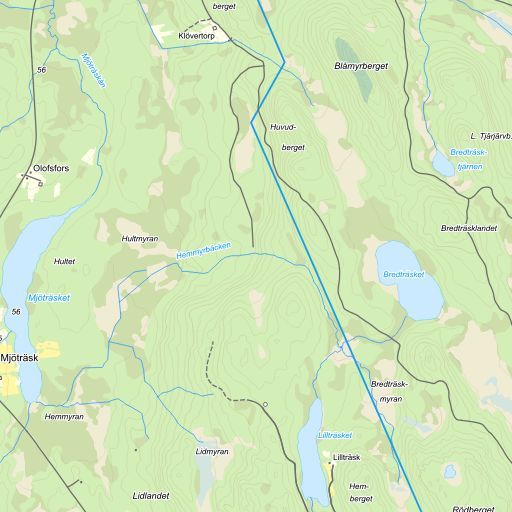 berget
Klövertorp
Mjöträskån
56
Blåmyrberget
Huvud-
berget
L. Tjärjärvb.
Bredträsk-
tjärnen
Olofsfors
Bredträsklandet
Hultmyran
Hemmyrbäcken
Hultet
Bredträsket
Mjöträsket
56
Mjöträsk
Bredträsk-
myran
Hemmyran
Lillträsket
Lidmyran
Lillträsk
Lidlandet
Hem-
berget
Rödberget